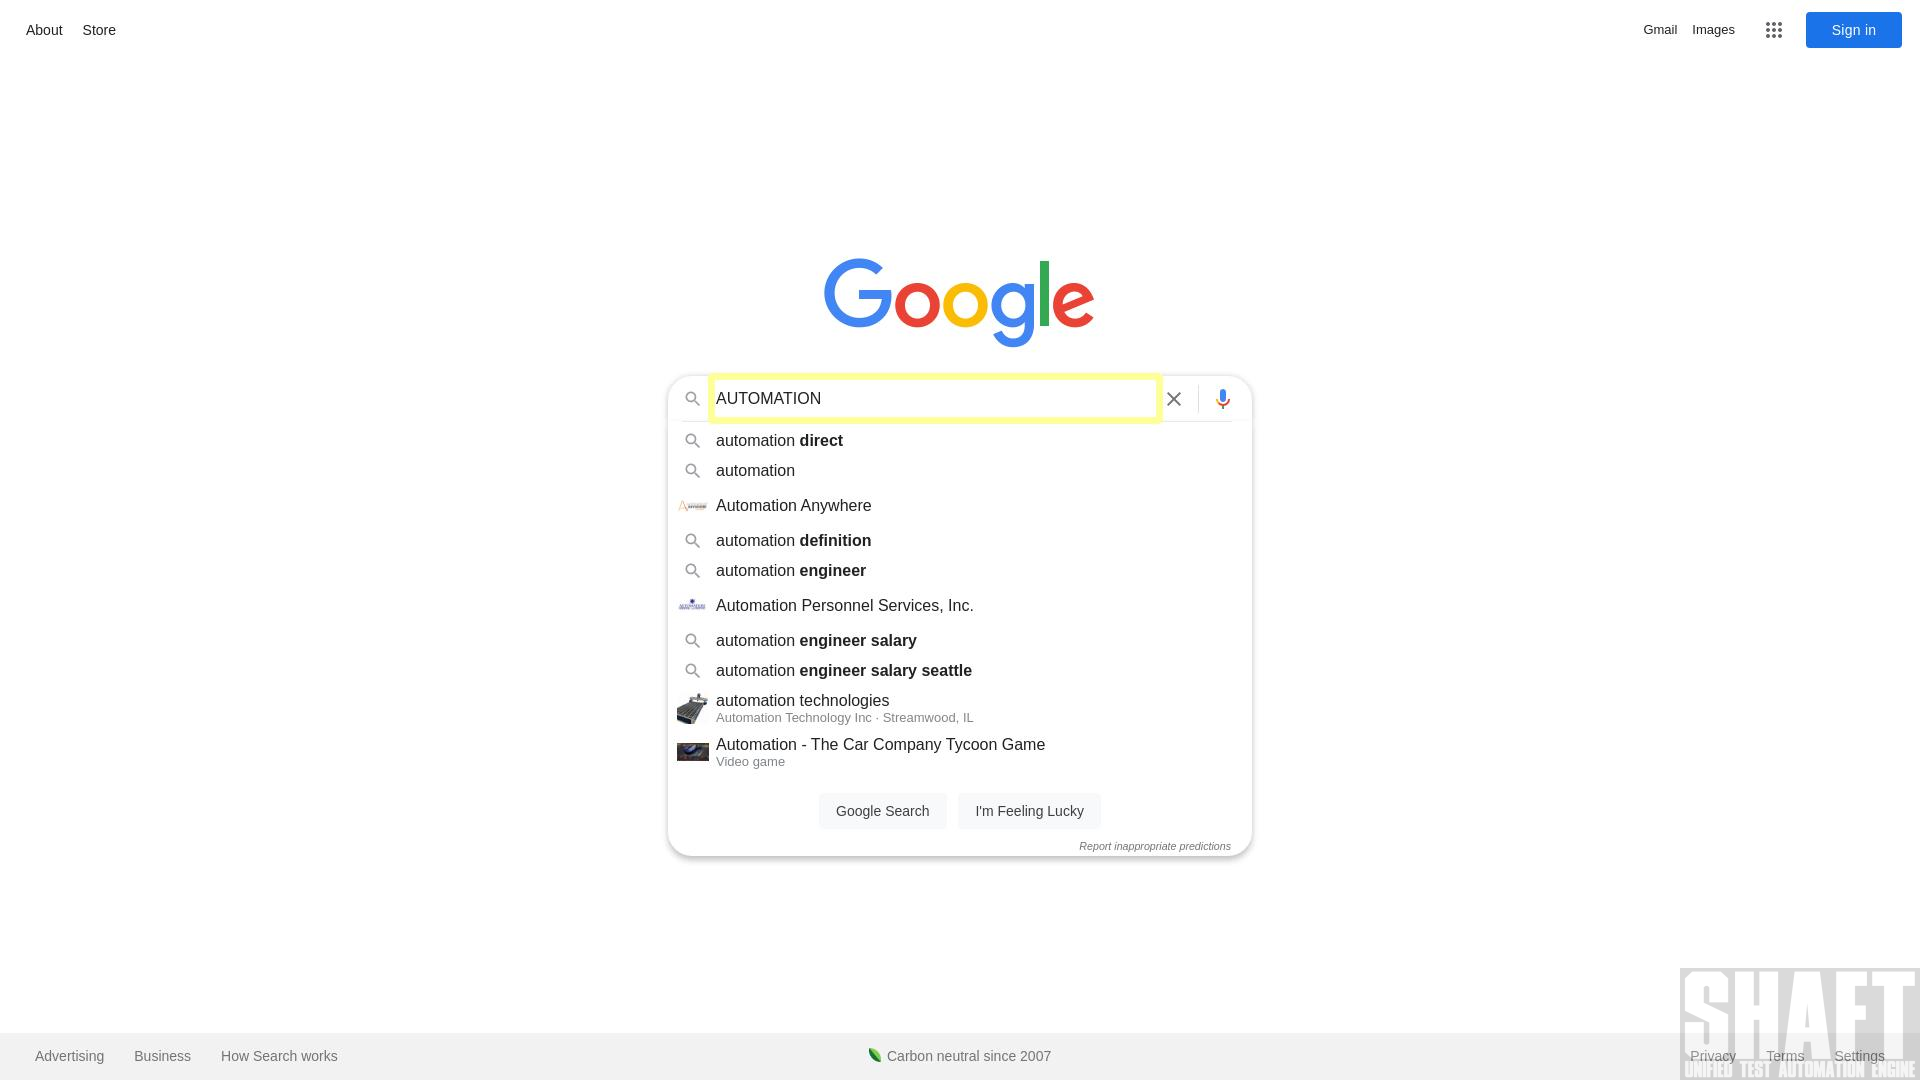 About Store
Gmail Images Sign in
Google
AUTOMATION
automation direct
automation
Automation Anywhere
automation definition
automation engineer
Automation Personnel Services, Inc.
automation engineer salary
automation engineer salary seattle
automation technologies
Automation Technology Inc · Streamwood, IL
Automation - The Car Company Tycoon Game
Video game
Google Search I'm Feeling Lucky
Report inappropriate predictions
Advertising Business How Search works Carbon neutral since 2007 Privacy Terms Settings
SHAFT
UNIFIED TEST AUTOMATION ENGINE